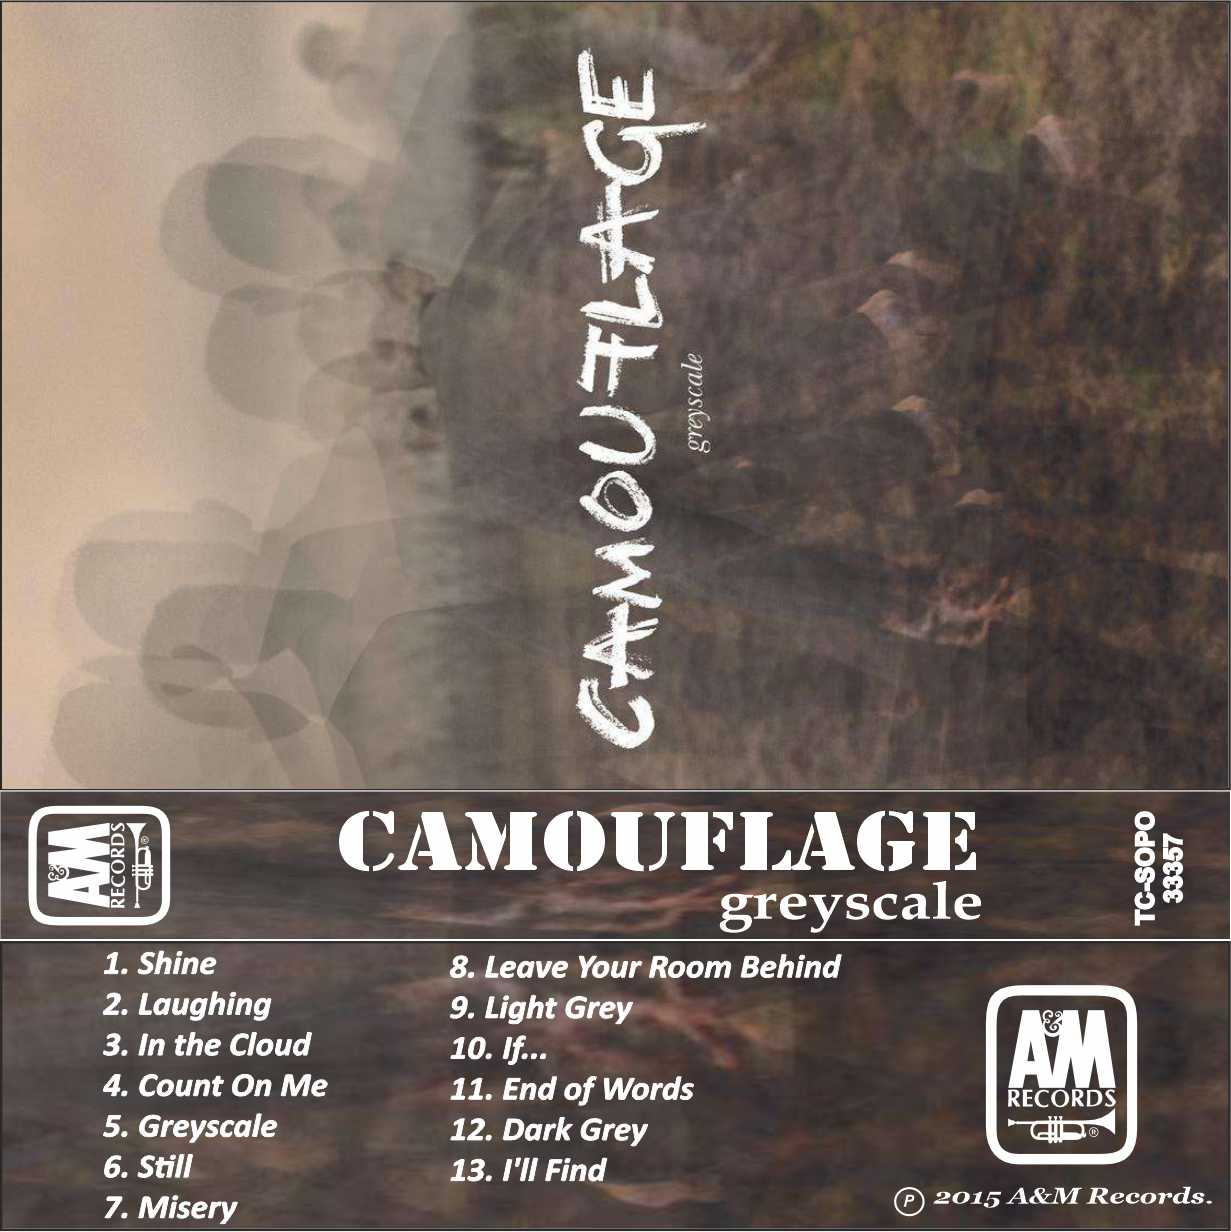 CAMOUFLAGE
greyscale
A&M
RECORDS
®
CAMOUFLAGE
greyscale
TC-SOPO
33357
1. Shine
2. Laughing
3. In the Cloud
4. Count On Me
5. Greyscale
6. Still
7. Misery
8. Leave Your Room Behind
9. Light Grey
10. If...
11. End of Words
12. Dark Grey
13. I'll Find
A&M
RECORDS
®
℗ 2015 A&M Records.